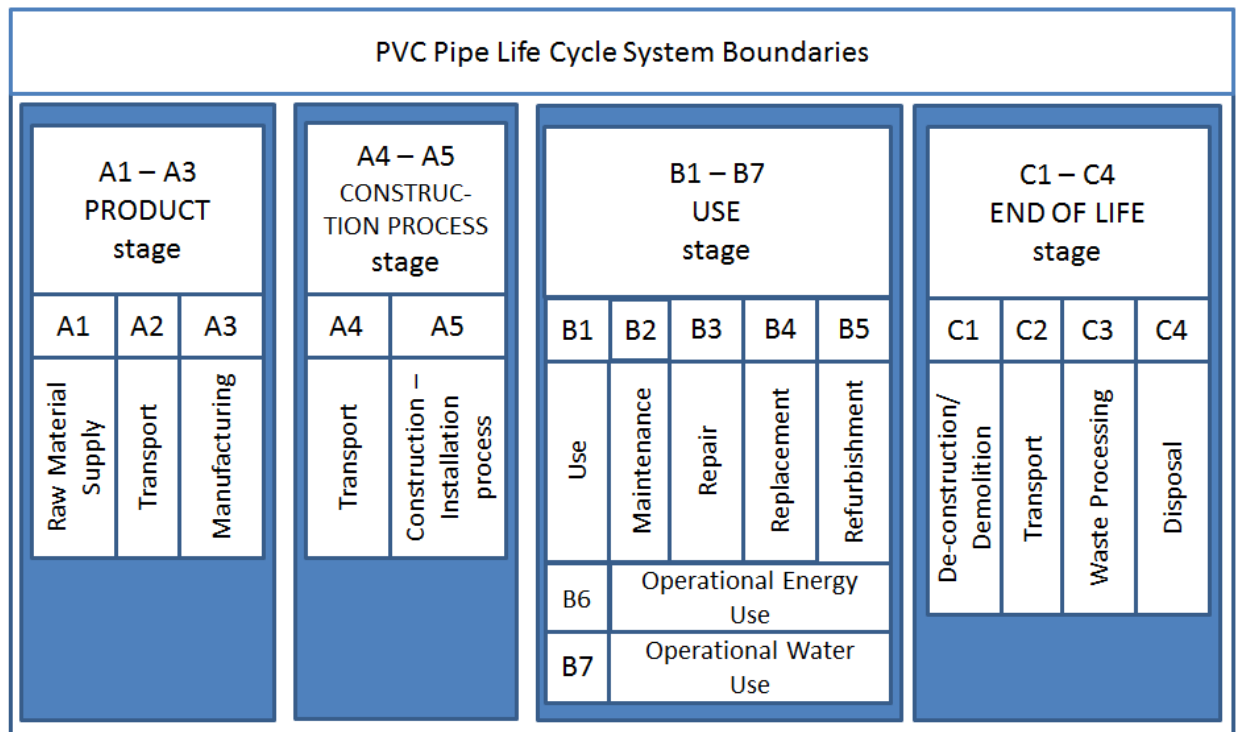 PVC Pipe Life Cycle System Boundaries
A1 – A3
PRODUCT
stage
A1
A2
A3
Raw Material
Supply
Transport
Manufacturing
A4 – A5
CONSTRUC-
TION PROCESS
stage
A4
A5
Transport
Construction –
Installation
process
B1 – B7
USE
stage
B1
B2
B3
B4
B5
Use
Maintenance
Repair
Replacement
Refurbishment
B6
Operational Energy
Use
B7
Operational Water
Use
C1 – C4
END OF LIFE
stage
C1
C2
C3
C4
De-construction/
Demolition
Transport
Waste Processing
Disposal